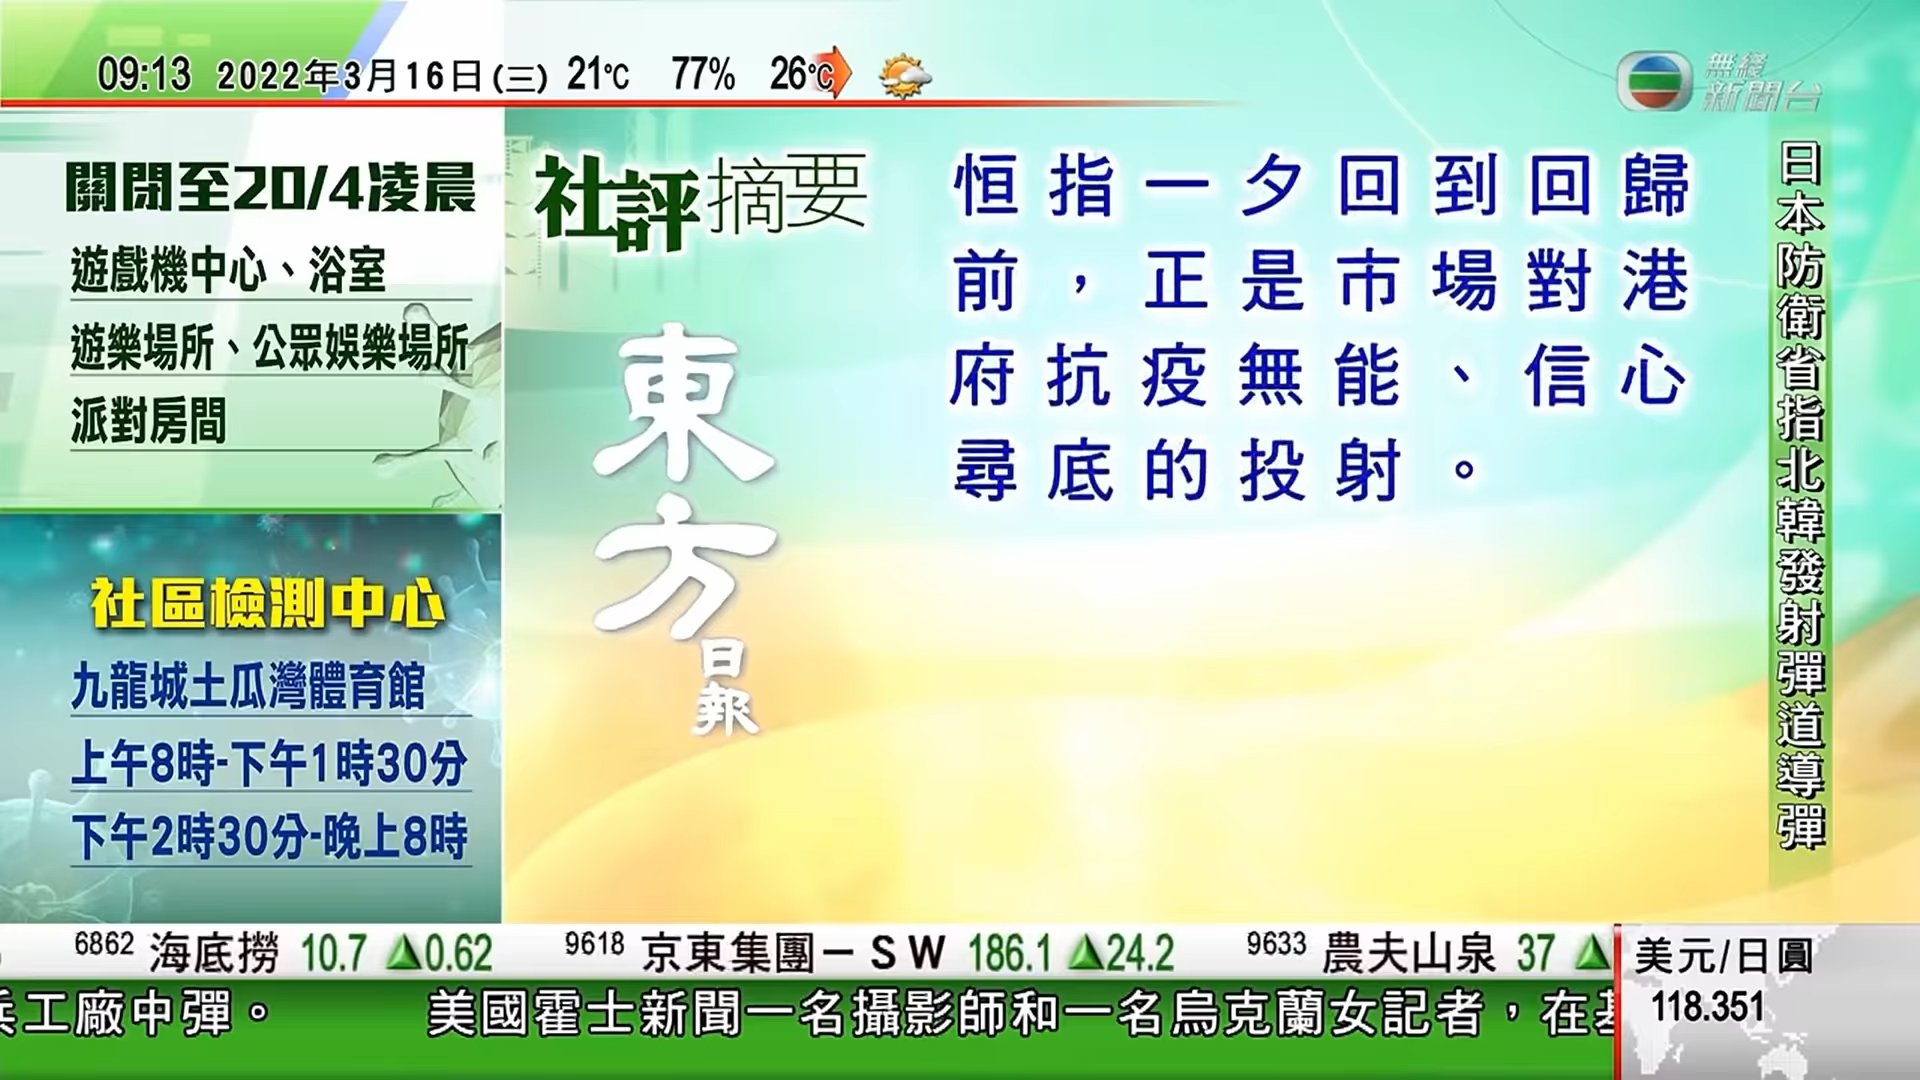 09:13 2022年3月16日(三) 21℃ 77% 26℃
無綫
新聞台
關閉至20/4凌晨
遊戲機中心、浴室
遊樂場所、公眾娛樂場所
派對房間
社區檢測中心
九龍城土瓜灣體育館
上午8時-下午1時30分
下午2時30分-晚上8時
社評摘要
東方日報
恒指一夕回到回歸
前，正是市場對港
府抗疫無能、信心
尋底的投射。
日本防衛省指北韓發射彈道導彈
6862 海底撈 10.7 ▲0.62 9618 京東集團－ＳＷ 186.1 ▲24.2 9633 農夫山泉 37 ▲
工廠中彈。 美國霍士新聞一名攝影師和一名烏克蘭女記者，在
美元/日圓
118.351